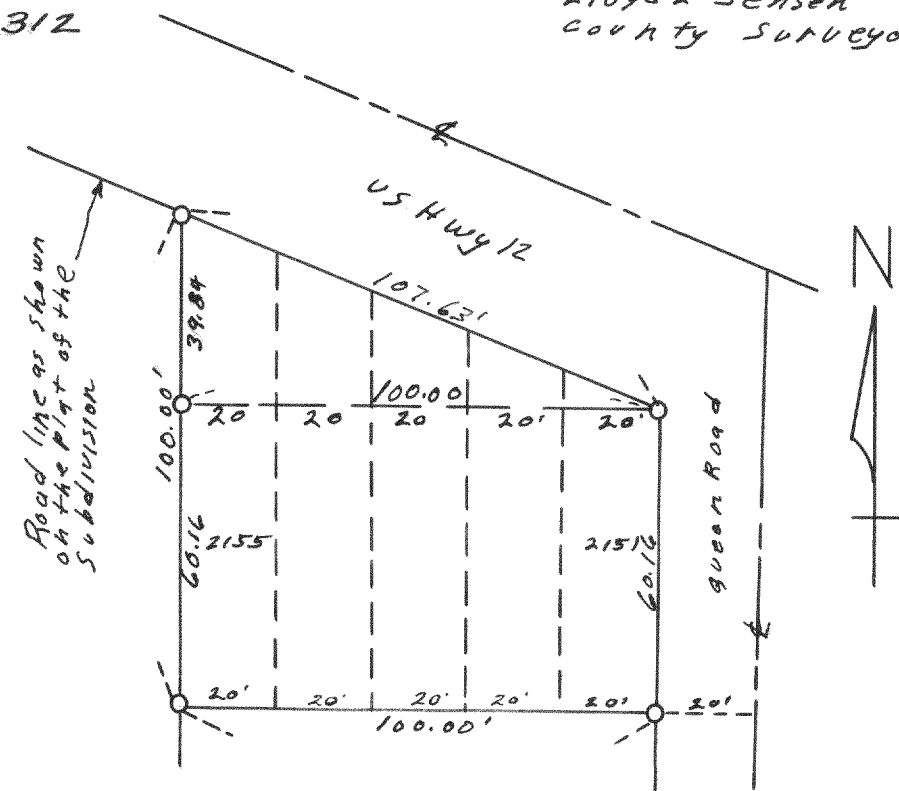 312
Jensen
County Surveyo
US Hwy 12
N
Road line as shown
on the plat of the
Subdivision
39.84
107.63'
100.00
20 20 20 20' 20'
100.00'
60.16
2155
60.16
Queen Road
20' 20' 20' 20' 20' 20'
100.00'